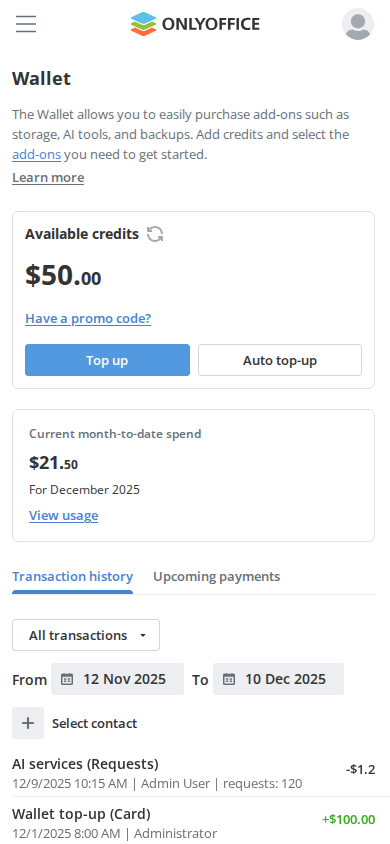 ONLYOFFICE
Wallet
The Wallet allows you to easily purchase add-ons such as
storage, AI tools, and backups. Add credits and select the
add-ons you need to get started.
Learn more
Available credits
$50.00
Have a promo code?
Top up
Auto top-up
Current month-to-date spend
$21.50
For December 2025
View usage
Transaction history
Upcoming payments
All transactions
From 12 Nov 2025 To 10 Dec 2025
Select contact
AI services (Requests)
-$1.2
12/9/2025 10:15 AM | Admin User | requests: 120
Wallet top-up (Card)
+$100.00
12/1/2025 8:00 AM | Administrator